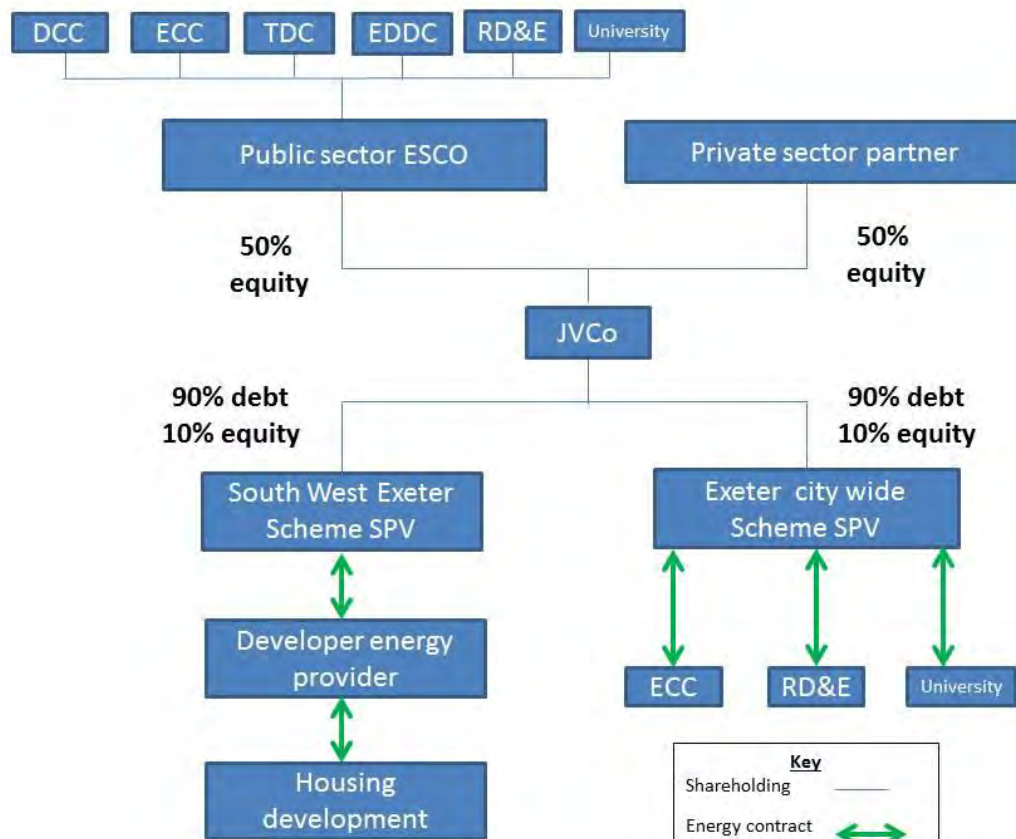 DCC
ECC
TDC
EDDC
RD&E
University
Public sector ESCO
Private sector partner
50%
equity
50%
equity
JVCo
90% debt
10% equity
90% debt
10% equity
South West Exeter
Scheme SPV
Exeter city wide
Scheme SPV
Developer energy
provider
ECC
RD&E
University
Housing
development
Key
Shareholding
Energy contract